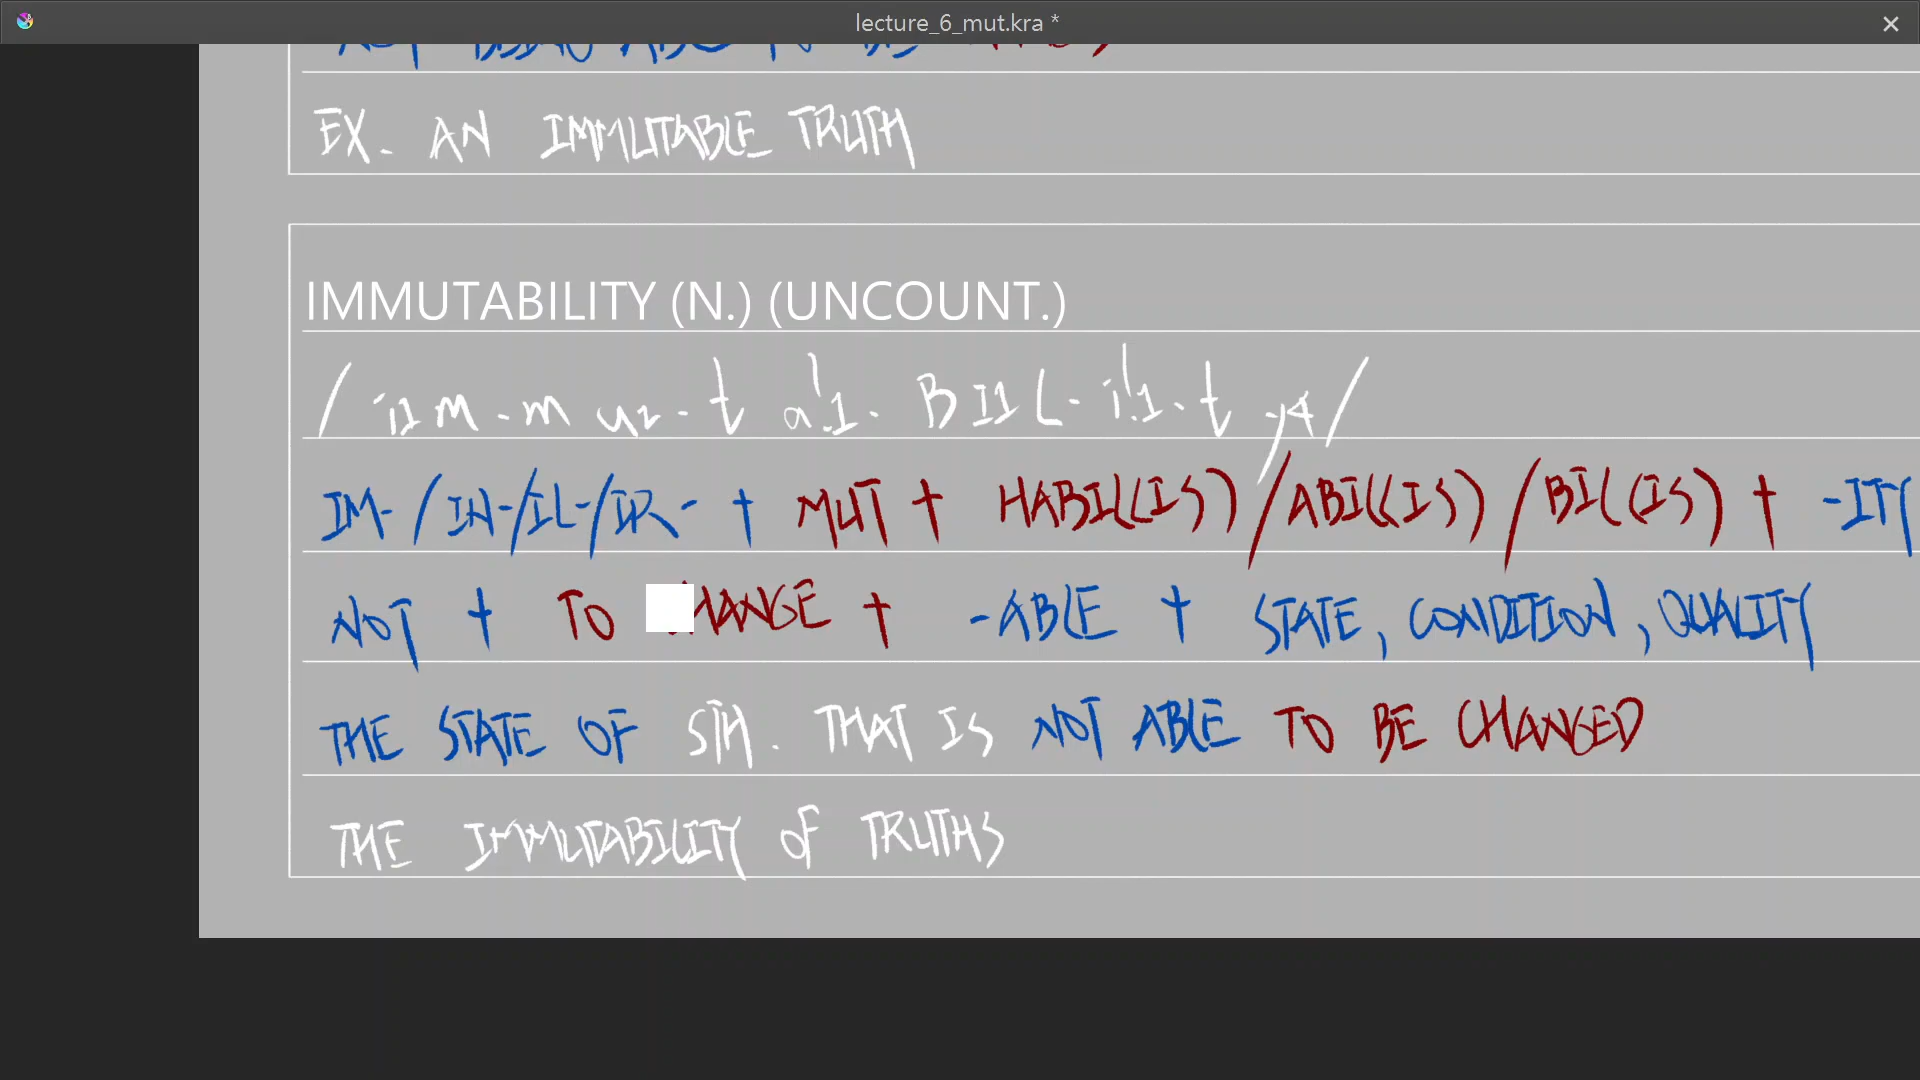 lecture_6_mut.kra *
EX. AN IMMUTABLE TRUTH
IMMUTABILITY (N.) (UNCOUNT.)
IM-/IN-/IL-/IR- + MUT + HABIL(IS)/ABIL(IS)/BIL(IS) + -ITY
NOT + TO HANGE + -ABLE + STATE, CONDITION, QUALITY
THE STATE OF STH. THAT IS NOT ABLE TO BE CHANGED
THE IMMUTABILITY OF TRUTHS